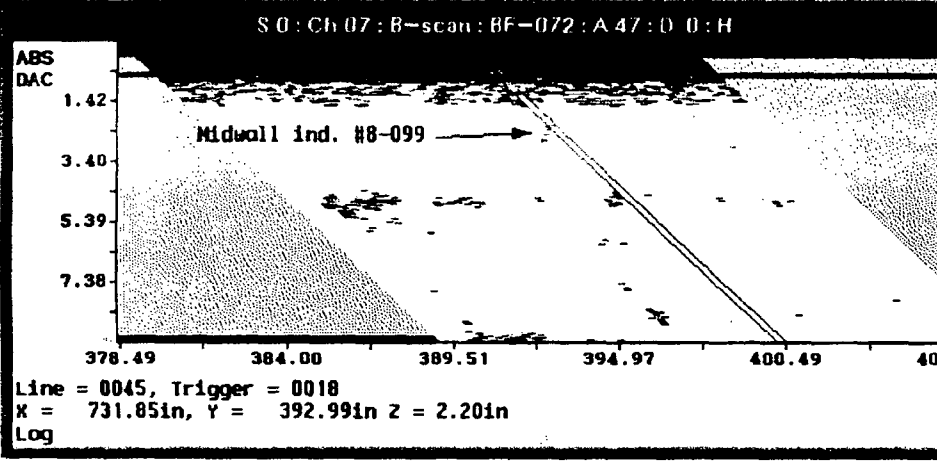 S 0 : Ch 07 : B-scan : BF-072 : A 47 : D 0 : H
ABS
DAC
1.42
Midwall ind. #8-099
3.40
5.39
7.38
378.49 384.00 389.51 394.97 400.49 40
Line = 0045, Trigger = 0018
X = 731.85in, Y = 392.99in Z = 2.20in
Log